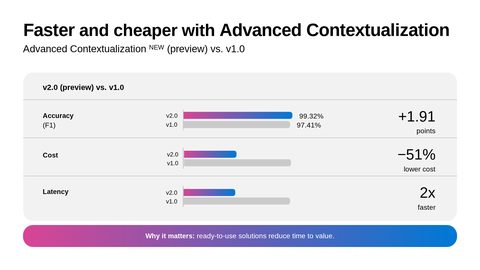 Faster and cheaper with Advanced Contextualization
Advanced Contextualization NEW (preview) vs. v1.0
v2.0 (preview) vs. v1.0
Accuracy
(F1)
v2.0 99.32%
v1.0 97.41%
+1.91
points
Cost
v2.0
v1.0
−51%
lower cost
Latency
v2.0
v1.0
2x
faster
Why it matters: ready-to-use solutions reduce time to value.